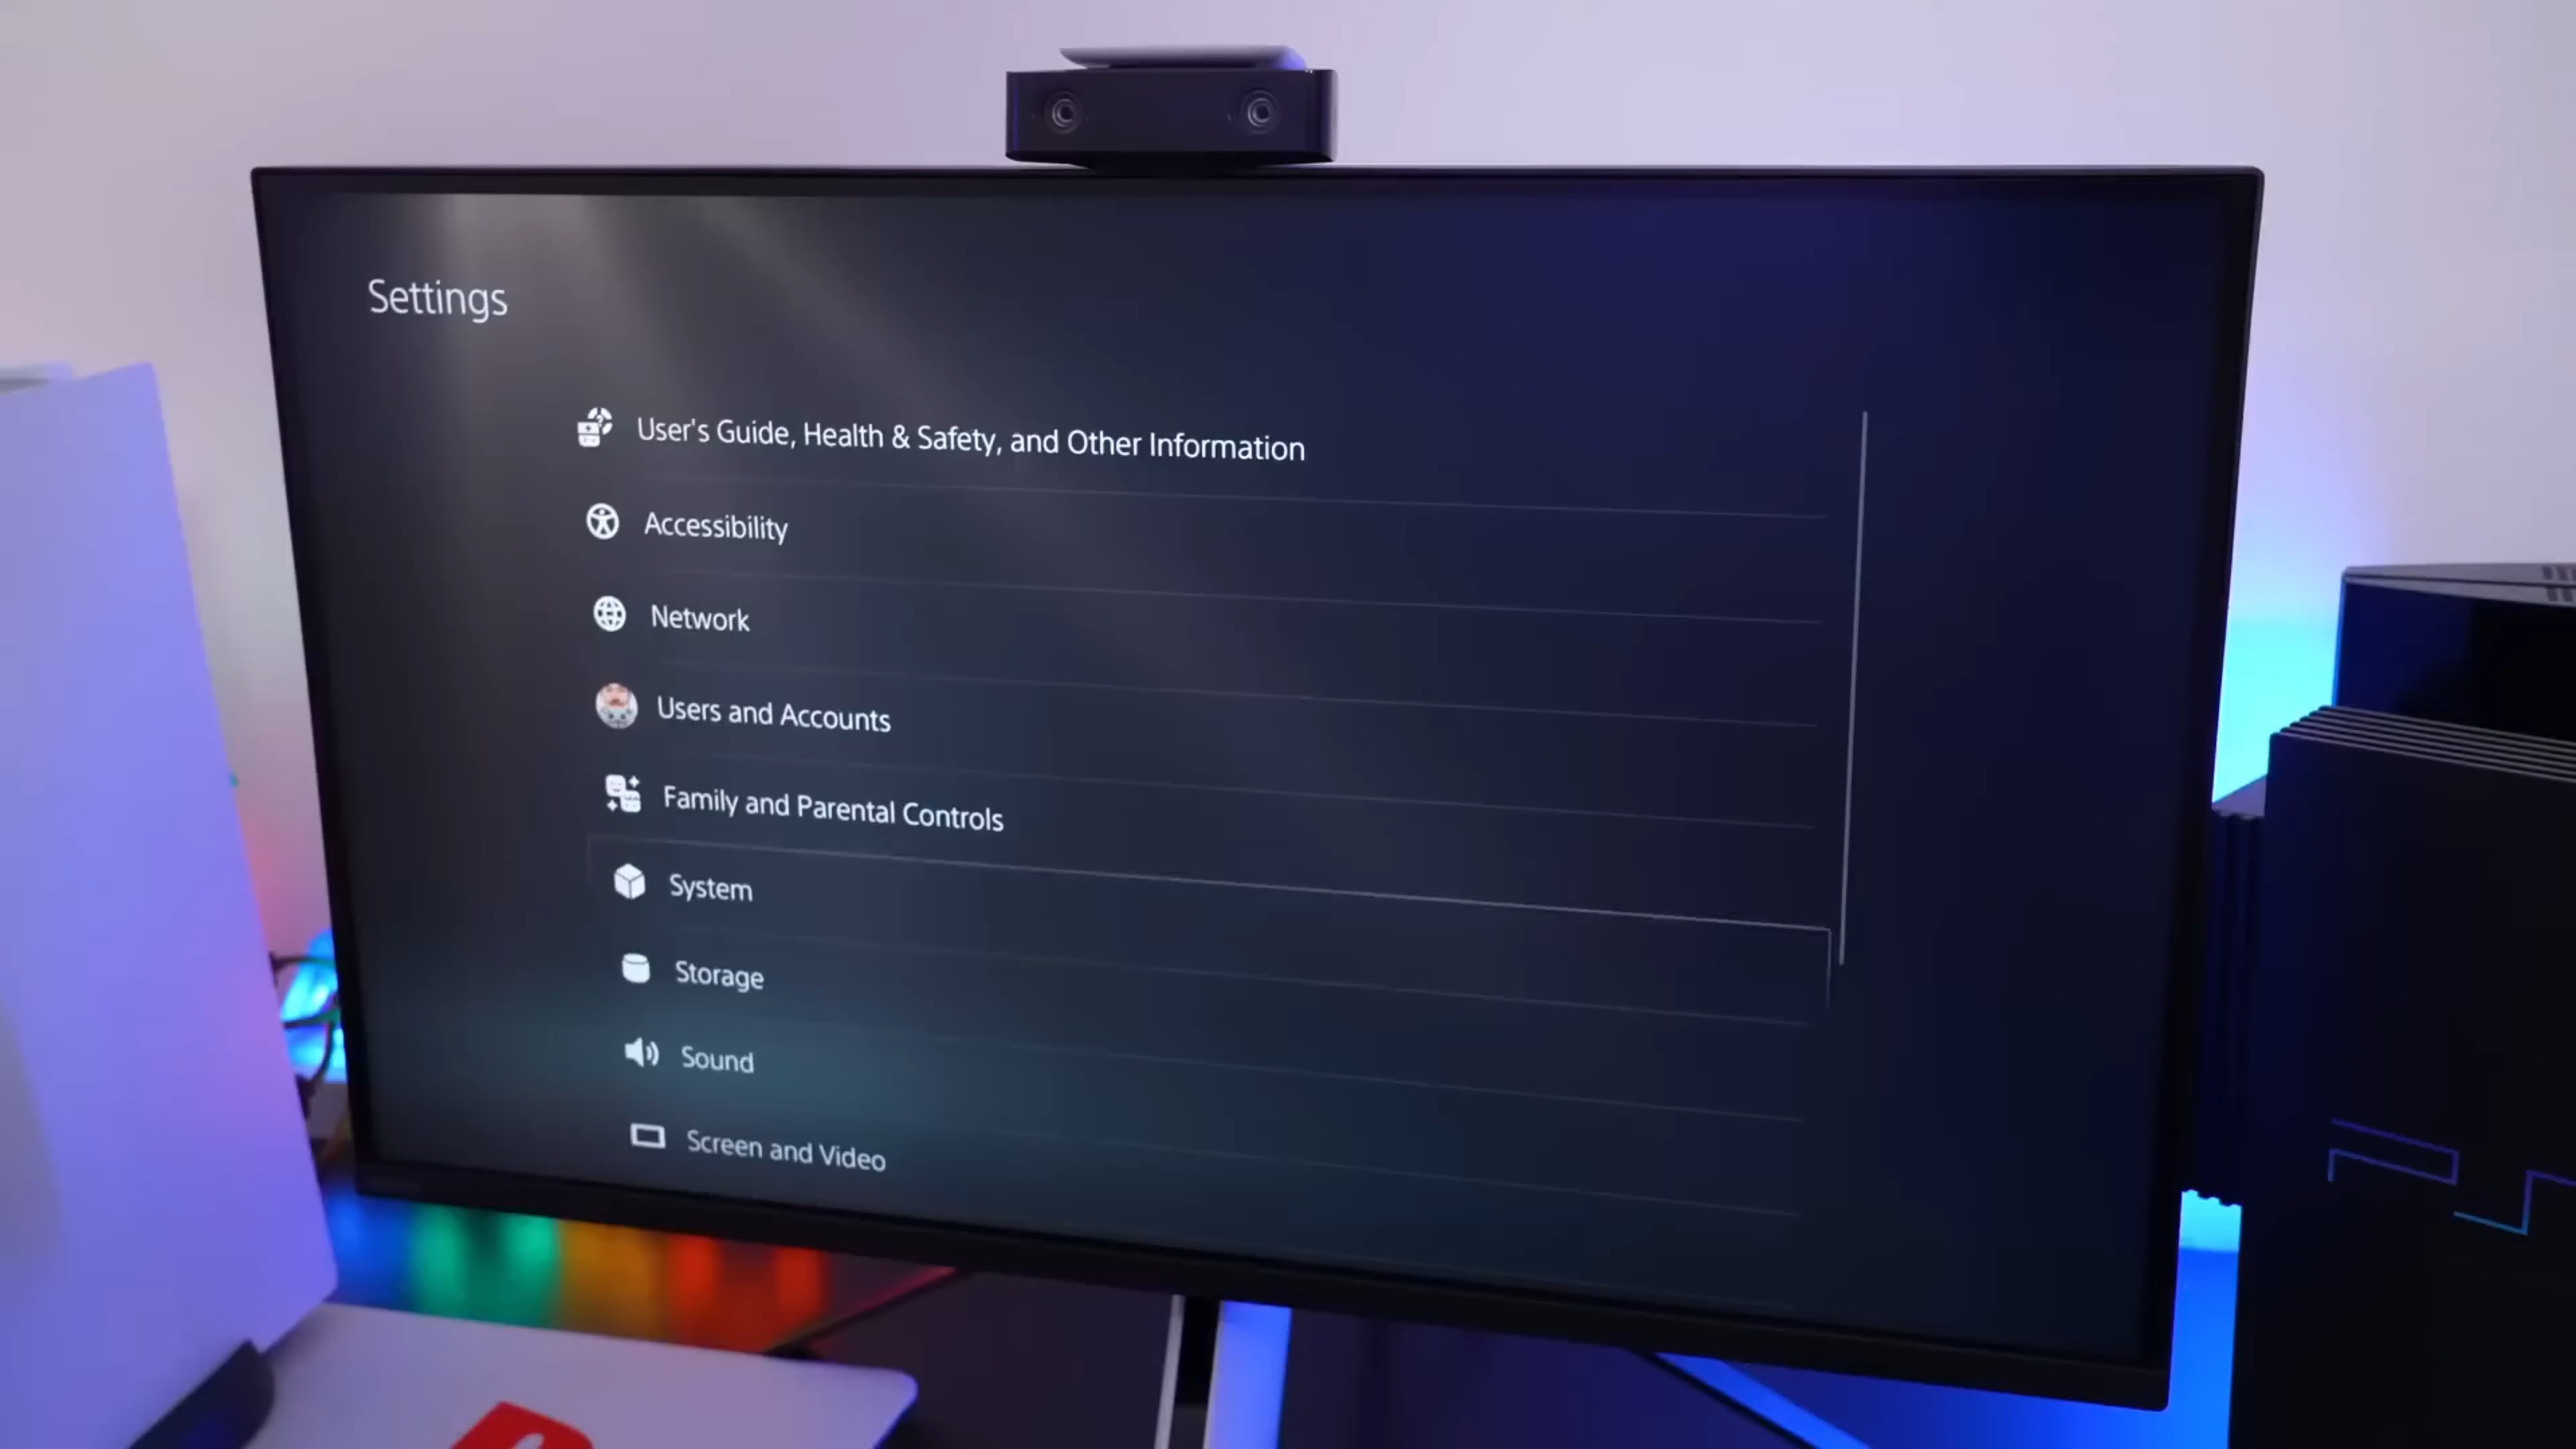 Settings
User's Guide, Health & Safety, and Other Information
Accessibility
Network
Users and Accounts
Family and Parental Controls
System
Storage
Sound
Screen and Video